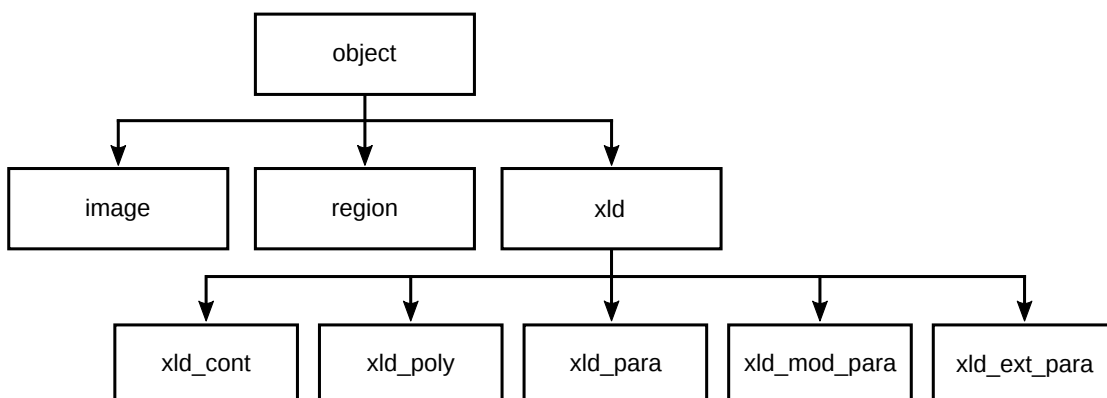 object
image
region
xld
xld_cont
xld_poly
xld_para
xld_mod_para
xld_ext_para